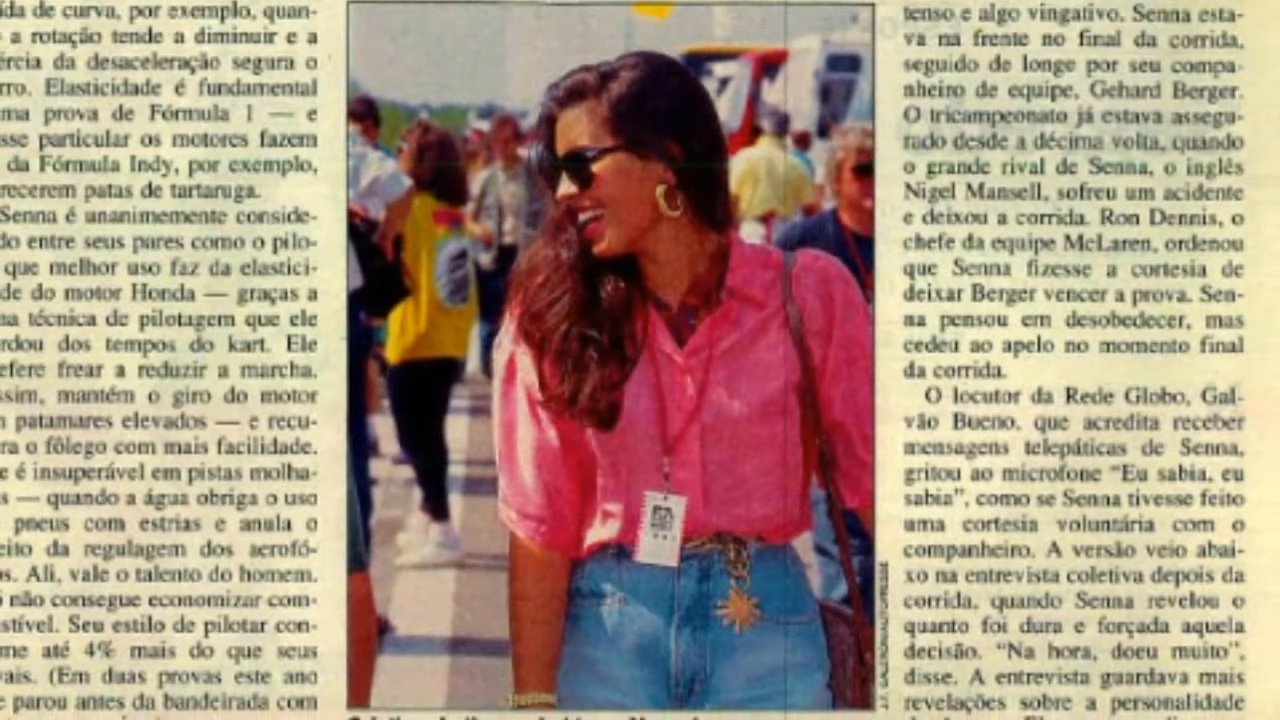 ída de curva, por exemplo, quan-
a rotação tende a diminuir e a
ércia da desaceleração segura o
rro. Elasticidade é fundamental
ma prova de Fórmula 1 — e
sse particular os motores fazem
da Fórmula Indy, por exemplo,
recerem patas de tartaruga.
Senna é unanimemente conside-
do entre seus pares como o pilo-
que melhor uso faz da elastici-
de do motor Honda — graças a
na técnica de pilotagem que ele
rdou dos tempos do kart. Ele
efere frear a reduzir a marcha.
ssim, mantém o giro do motor
n patamares elevados — e recu-
ra o fôlego com mais facilidade.
e é insuperável em pistas molha-
s — quando a água obriga o uso
pneus com estrias e anula o
eito da regulagem dos aerofó-
os. Ali, vale o talento do homem.
ó não consegue economizar com-
stível. Seu estilo de pilotar con-
me até 4% mais do que seus
vais. (Em duas provas este ano
e parou antes da bandeirada com
tenso e algo vingativo. Senna esta-
va na frente no final da corrida,
seguido de longe por seu compa-
nheiro de equipe, Gehard Berger.
O tricampeonato já estava assegu-
rado desde a décima volta, quando
o grande rival de Senna, o inglês
Nigel Mansell, sofreu um acidente
e deixou a corrida. Ron Dennis, o
chefe da equipe McLaren, ordenou
que Senna fizesse a cortesia de
deixar Berger vencer a prova. Sen-
na pensou em desobedecer, mas
cedeu ao apelo no momento final
da corrida.
O locutor da Rede Globo, Gal-
vão Bueno, que acredita receber
mensagens telepáticas de Senna,
gritou ao microfone “Eu sabia, eu
sabia”, como se Senna tivesse feito
uma cortesia voluntária com o
companheiro. A versão veio abai-
xo na entrevista coletiva depois da
corrida, quando Senna revelou o
quanto foi dura e forçada aquela
decisão. “Na hora, doeu muito”,
disse. A entrevista guardava mais
revelações sobre a personalidade